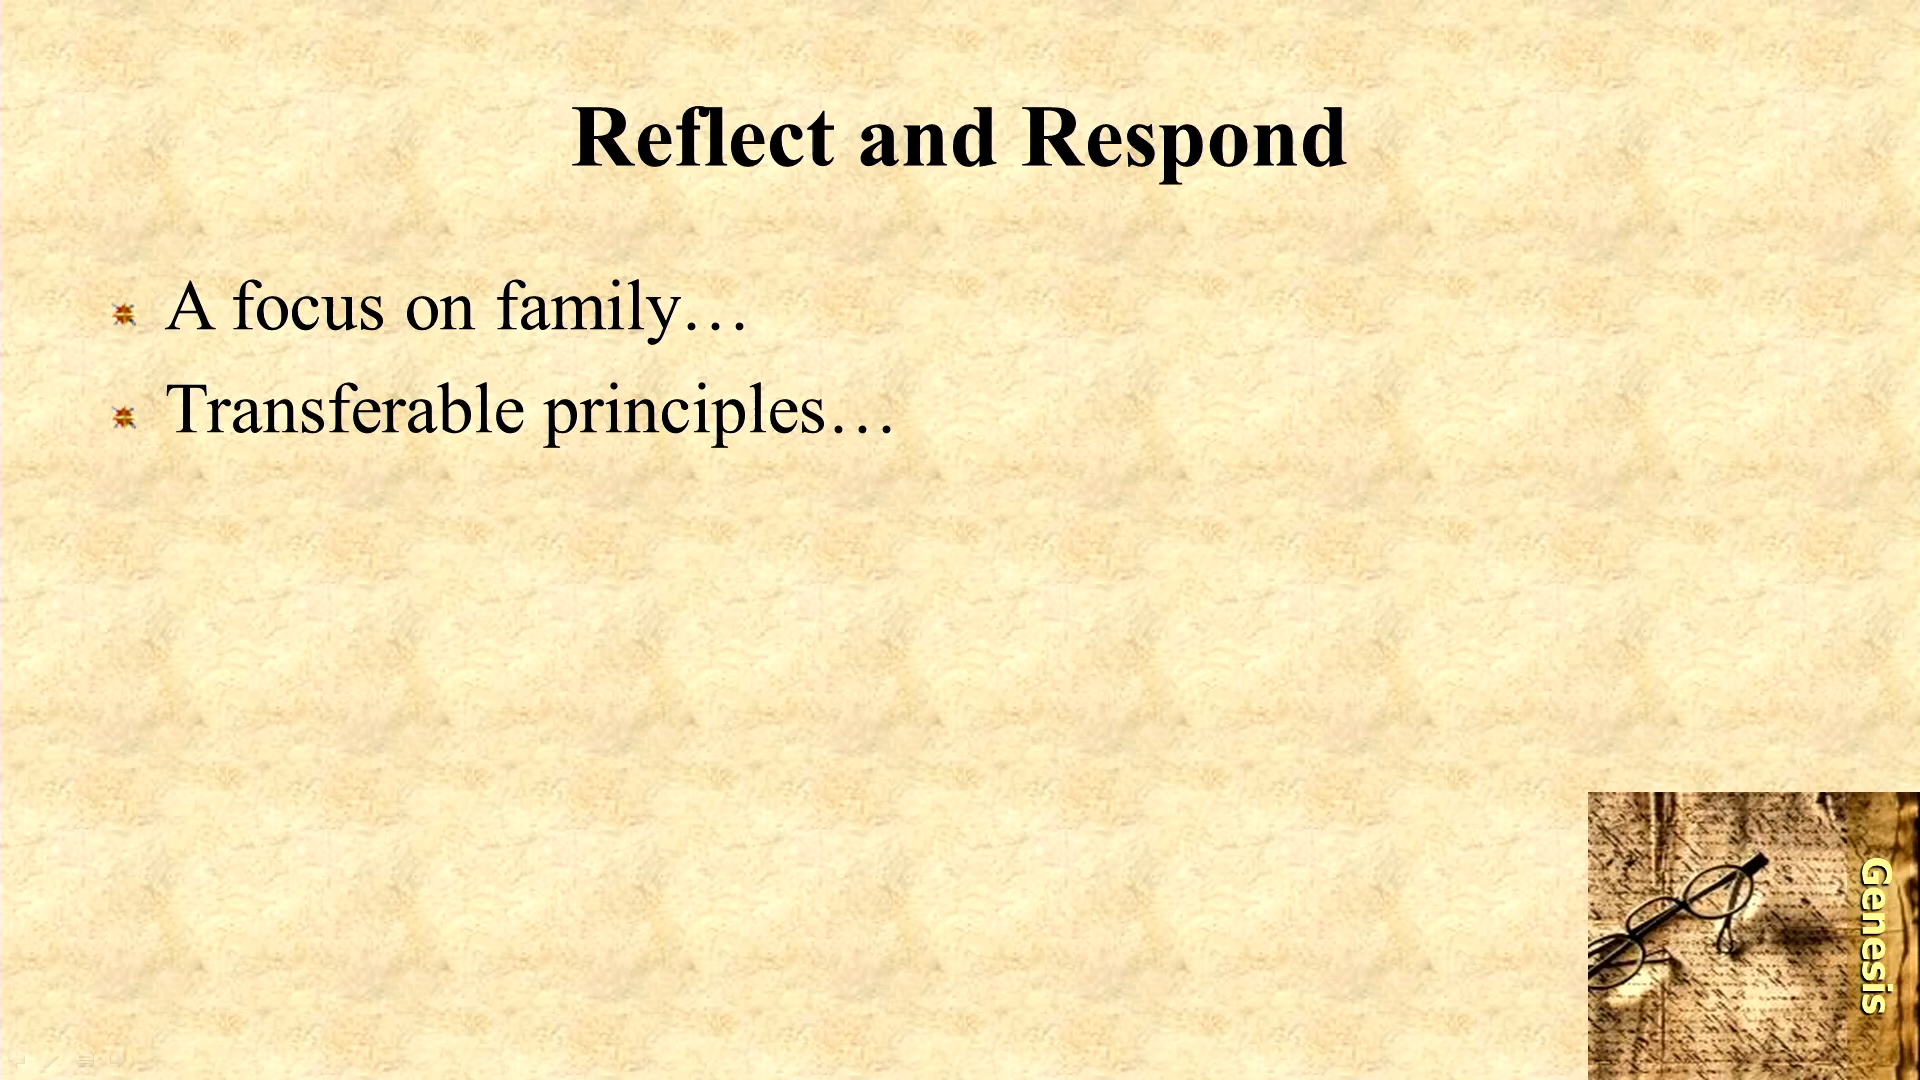 Reflect and Respond
A focus on family…
Transferable principles…
Genesis